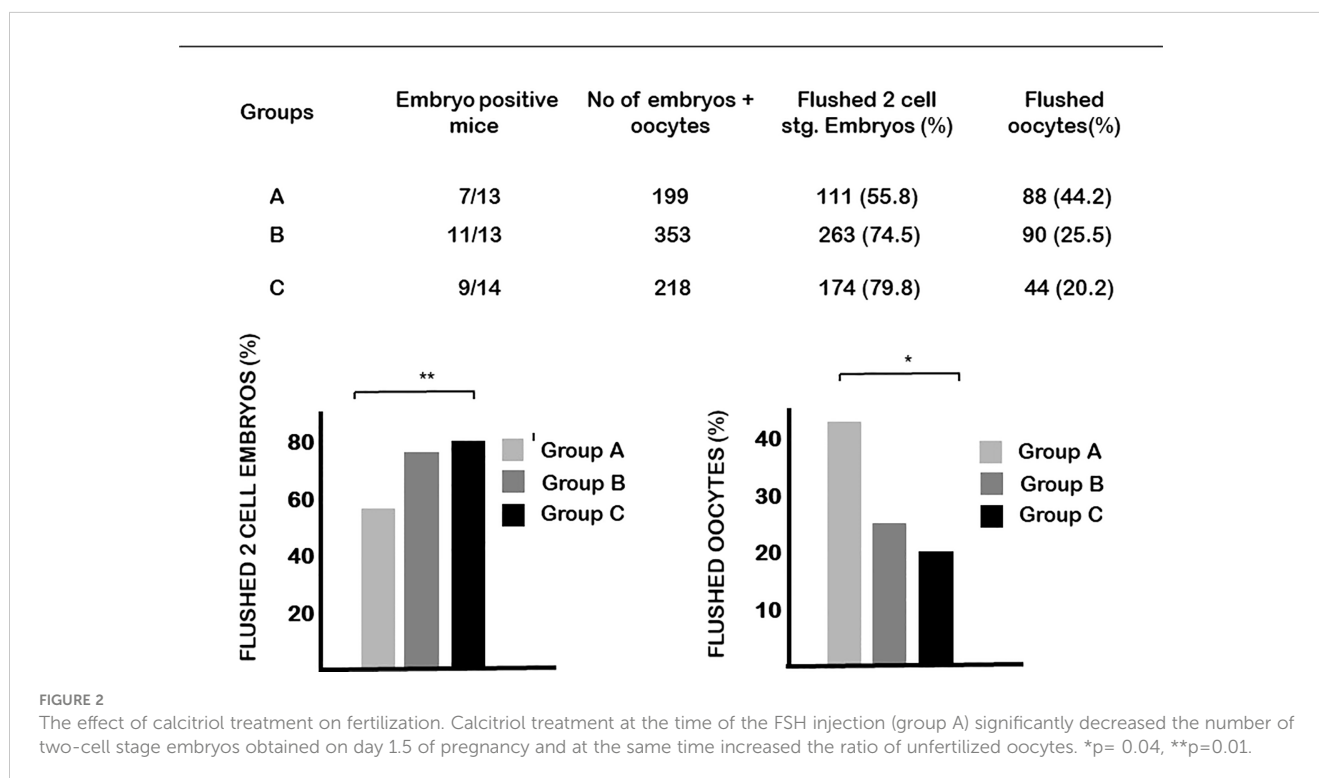 Groups Embryo positive mice No of embryos + oocytes Flushed 2 cell stg. Embryos (%) Flushed oocytes(%)
A 7/13 199 111 (55.8) 88 (44.2)
B 11/13 353 263 (74.5) 90 (25.5)
C 9/14 218 174 (79.8) 44 (20.2)
FLUSHED 2 CELL EMBRYOS (%)
80
60
40
20
**
Group A
Group B
Group C
FLUSHED OOCYTES (%)
40
30
20
10
*
Group A
Group B
Group C
FIGURE 2
The effect of calcitriol treatment on fertilization. Calcitriol treatment at the time of the FSH injection (group A) significantly decreased the number of
two-cell stage embryos obtained on day 1.5 of pregnancy and at the same time increased the ratio of unfertilized oocytes. *p= 0.04, **p=0.01.